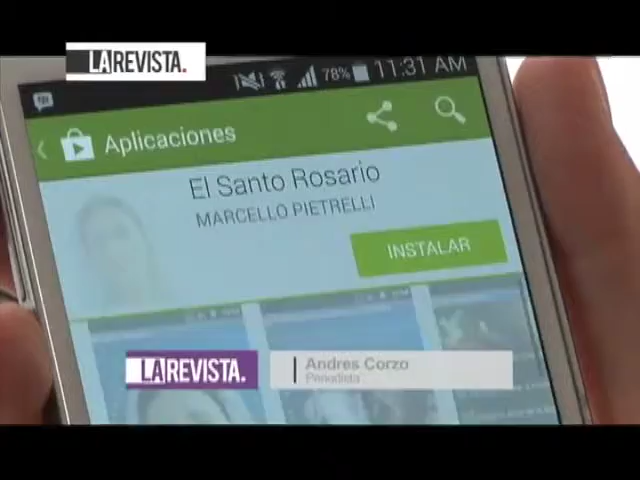 LAREVISTA.
78% 11:31 AM
Aplicaciones
El Santo Rosario
MARCELLO PIETRELLI
INSTALAR
LAREVISTA. Andres Corzo
Periodista